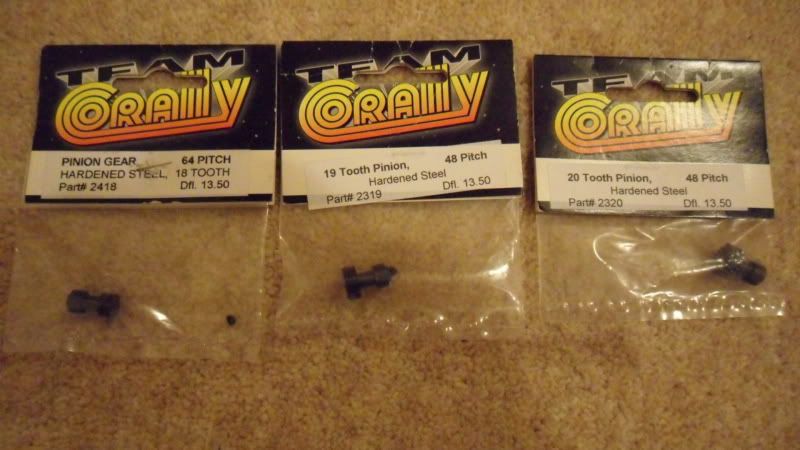 TEAM
CORALLY
PINION GEAR 64 PITCH
HARDENED STEEL, 18 TOOTH
Part# 2418 Dfl. 13.50
TEAM
CORALLY
19 Tooth Pinion, 48 Pitch
Hardened Steel
Part# 2319 Dfl. 13.50
TEAM
CORALLY
20 Tooth Pinion, 48 Pitch
Hardened Steel
Part# 2320 Dfl. 13.50